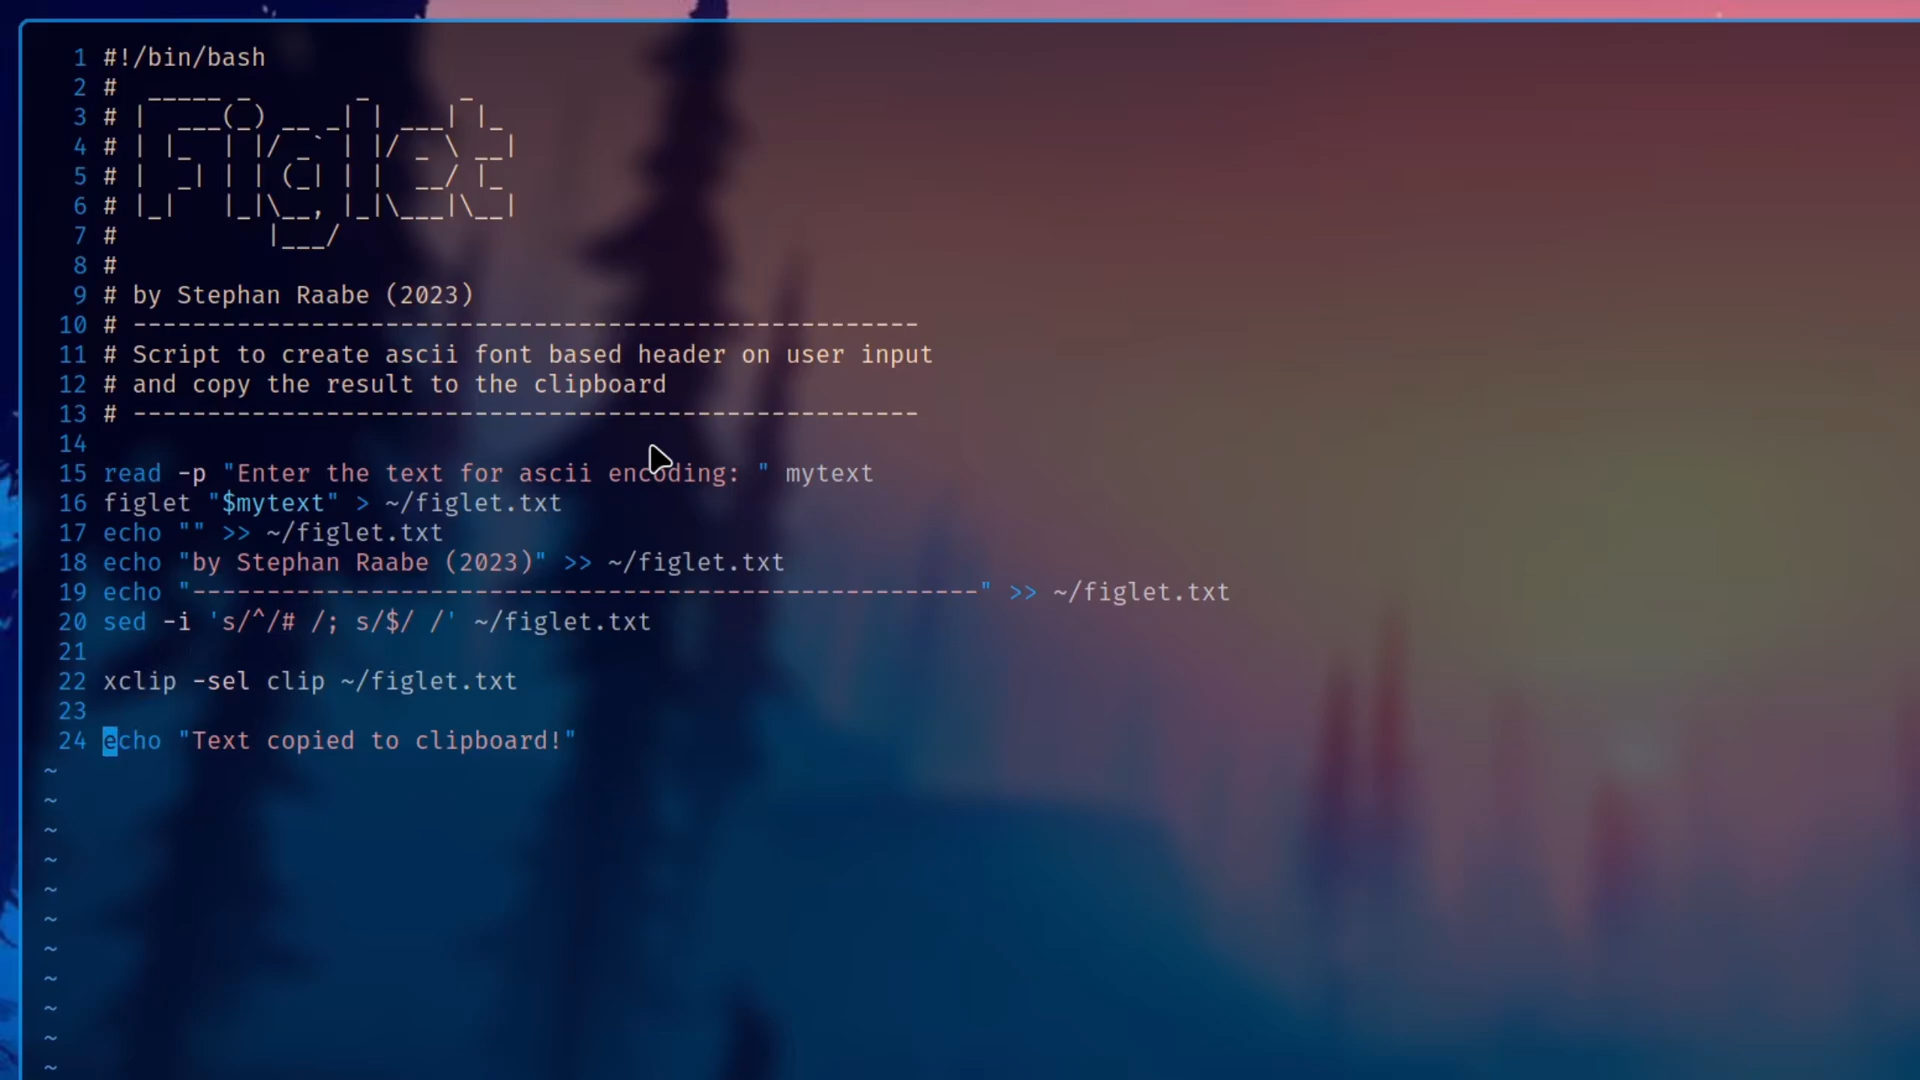 1 #!/bin/bash
2 #  _____ _       _      _
3 # |  ___(_) __ _| | ___| |_
4 # | |_  | |/ _` | |/ _ \ __|
5 # |  _| | | (_| | |  __/ |_
6 # |_|   |_|\__, |_|\___|\__|
7 #          |___/
8 #
9 # by Stephan Raabe (2023)
10 # -----------------------------------------------------
11 # Script to create ascii font based header on user input
12 # and copy the result to the clipboard
13 # -----------------------------------------------------
14
15 read -p "Enter the text for ascii encoding: " mytext
16 figlet "$mytext" > ~/figlet.txt
17 echo "" >> ~/figlet.txt
18 echo "by Stephan Raabe (2023)" >> ~/figlet.txt
19 echo "-----------------------------------------------------" >> ~/figlet.txt
20 sed -i 's/^/# /; s/$/ /' ~/figlet.txt
21
22 xclip -sel clip ~/figlet.txt
23
24 echo "Text copied to clipboard!"
~
~
~
~
~
~
~
~
~
~
~